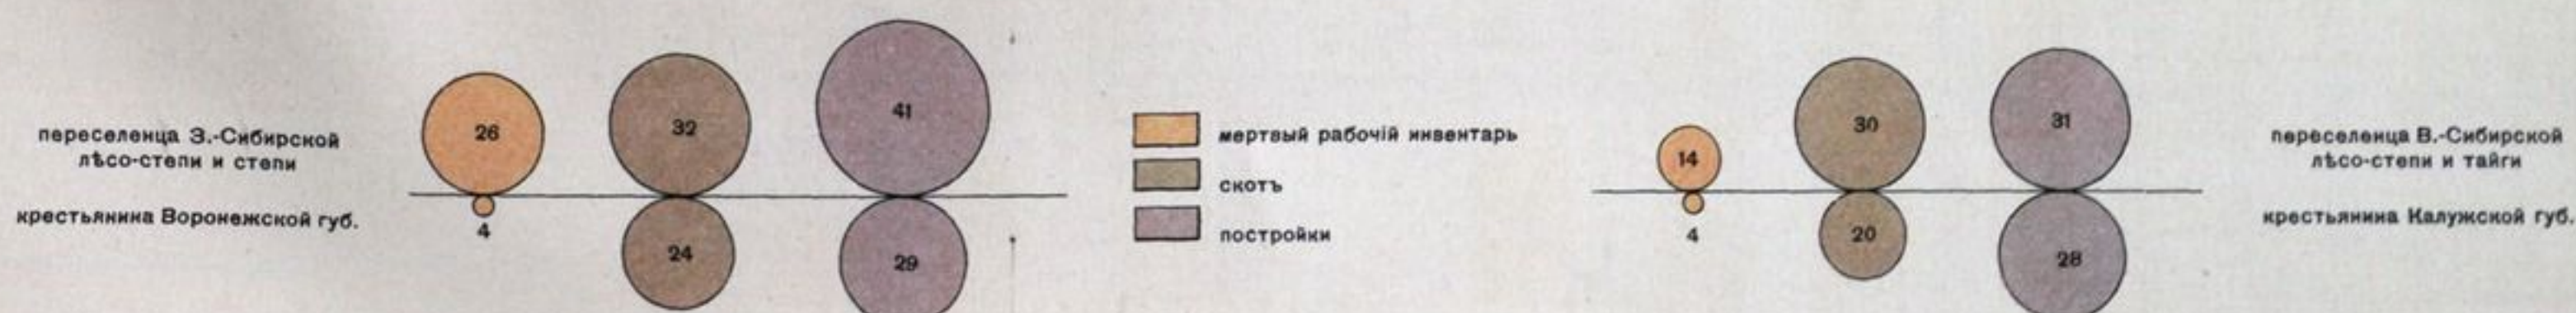 переселенца З.-Сибирской
лѣсо-степи и степи
крестьянина Воронежской губ.
26
32
41
4
24
29
мертвый рабочій инвентарь
скотъ
постройки
14
30
31
4
20
28
переселенца В.-Сибирской
лѣсо-степи и тайги
крестьянина Калужской губ.